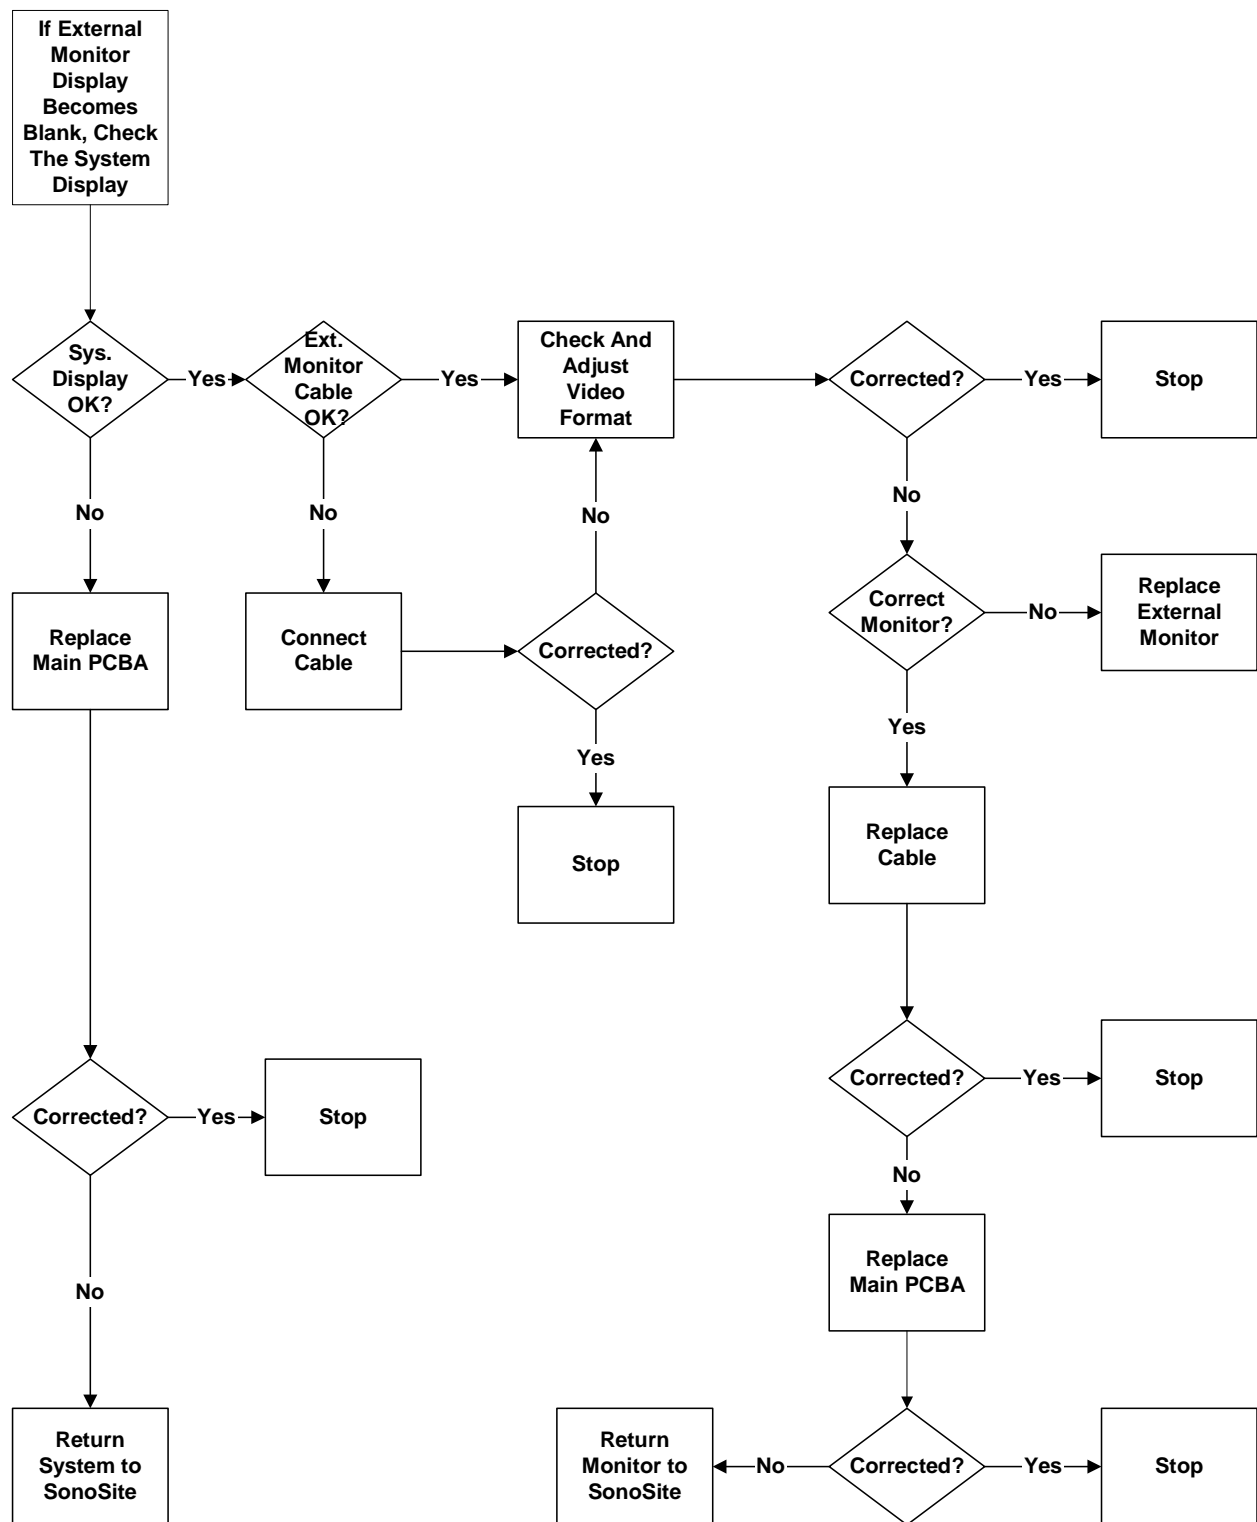 If External
Monitor
Display
Becomes
Blank, Check
The System
Display
Sys.
Display
OK?
Yes
Ext.
Monitor
Cable
OK?
Yes
Check And
Adjust
Video
Format
Corrected?
Yes
Stop
No
No
No
No
Replace
Main PCBA
Connect
Cable
Corrected?
Correct
Monitor?
No
Replace
External
Monitor
Yes
Yes
Stop
Replace
Cable
Corrected?
Yes
Stop
Corrected?
Yes
Stop
No
No
Replace
Main PCBA
Return
System to
SonoSite
Return
Monitor to
SonoSite
No
Corrected?
Yes
Stop